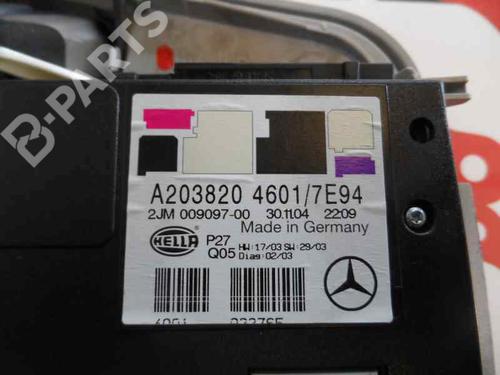 B-PARTS
A203820 4601/7E94
2JM 009097-00 30.11.04 22:09
Made in Germany
HELLA P27 HW:17/03 SW:29/03
Q05 Diag:02/03